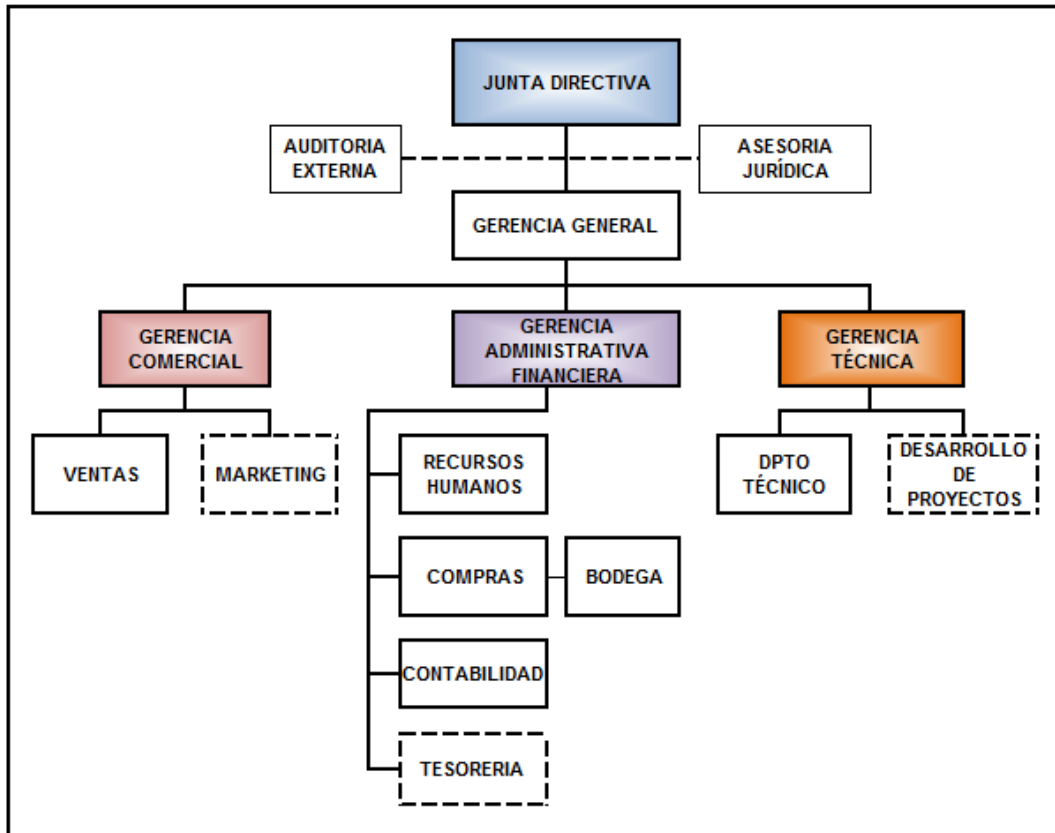 JUNTA DIRECTIVA
AUDITORIA
EXTERNA
ASESORIA
JURÍDICA
GERENCIA GENERAL
GERENCIA
COMERCIAL
GERENCIA
ADMINISTRATIVA
FINANCIERA
GERENCIA
TÉCNICA
VENTAS
MARKETING
RECURSOS
HUMANOS
DPTO
TÉCNICO
DESARROLLO
DE
PROYECTOS
COMPRAS
BODEGA
CONTABILIDAD
TESORERIA